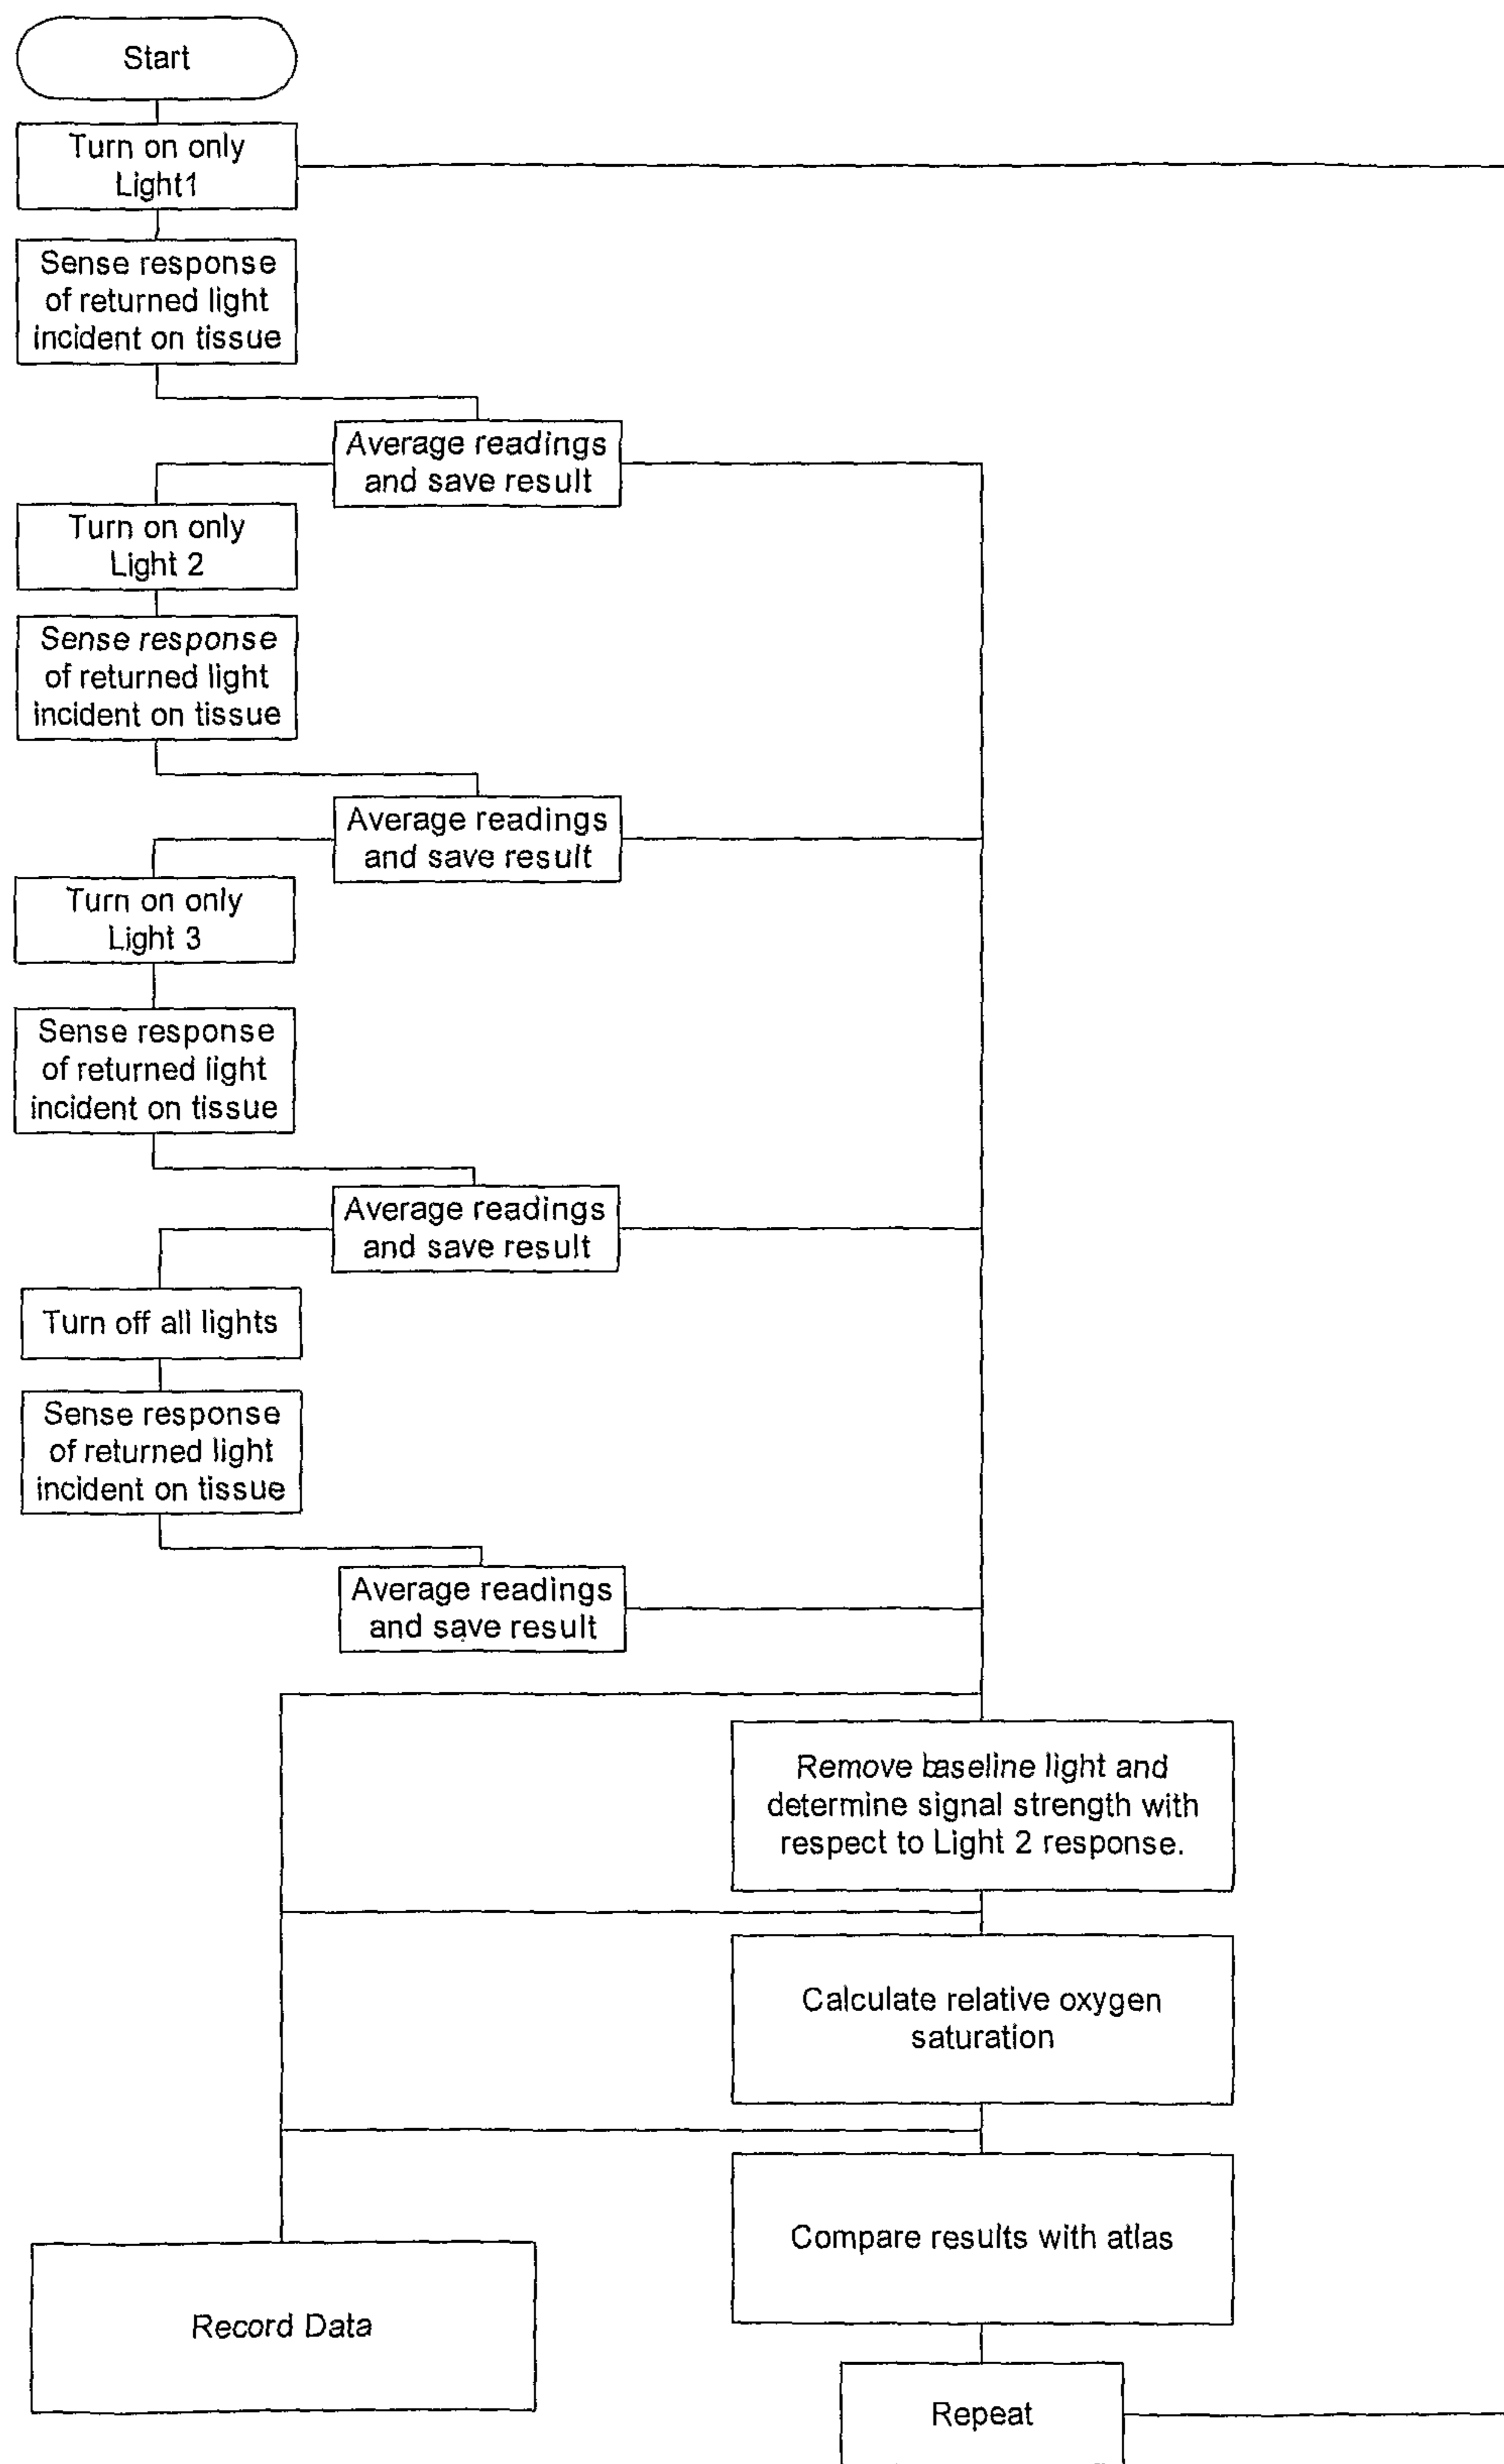 Start
Turn on only
Light1
Sense response
of returned light
incident on tissue
Average readings
and save result
Turn on only
Light 2
Sense response
of returned light
incident on tissue
Average readings
and save result
Turn on only
Light 3
Sense response
of returned light
incident on tissue
Average readings
and save result
Turn off all lights
Sense response
of returned light
incident on tissue
Average readings
and save result
Remove baseline light and
determine signal strength with
respect to Light 2 response.
Calculate relative oxygen
saturation
Compare results with atlas
Record Data
Repeat